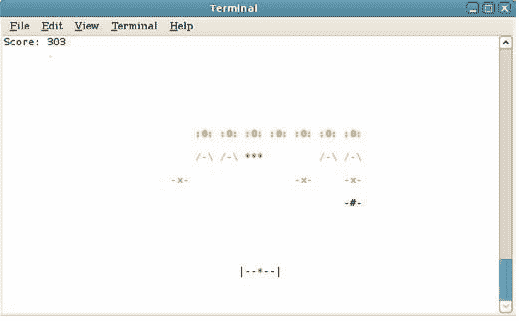 Terminal
File Edit View Terminal Help
Score: 303
:0: :0: :0: :0: :0: :0: :0:
/-\ /-\ *** /-\ /-\
-x- -x- -x-
-#-
|--*--|